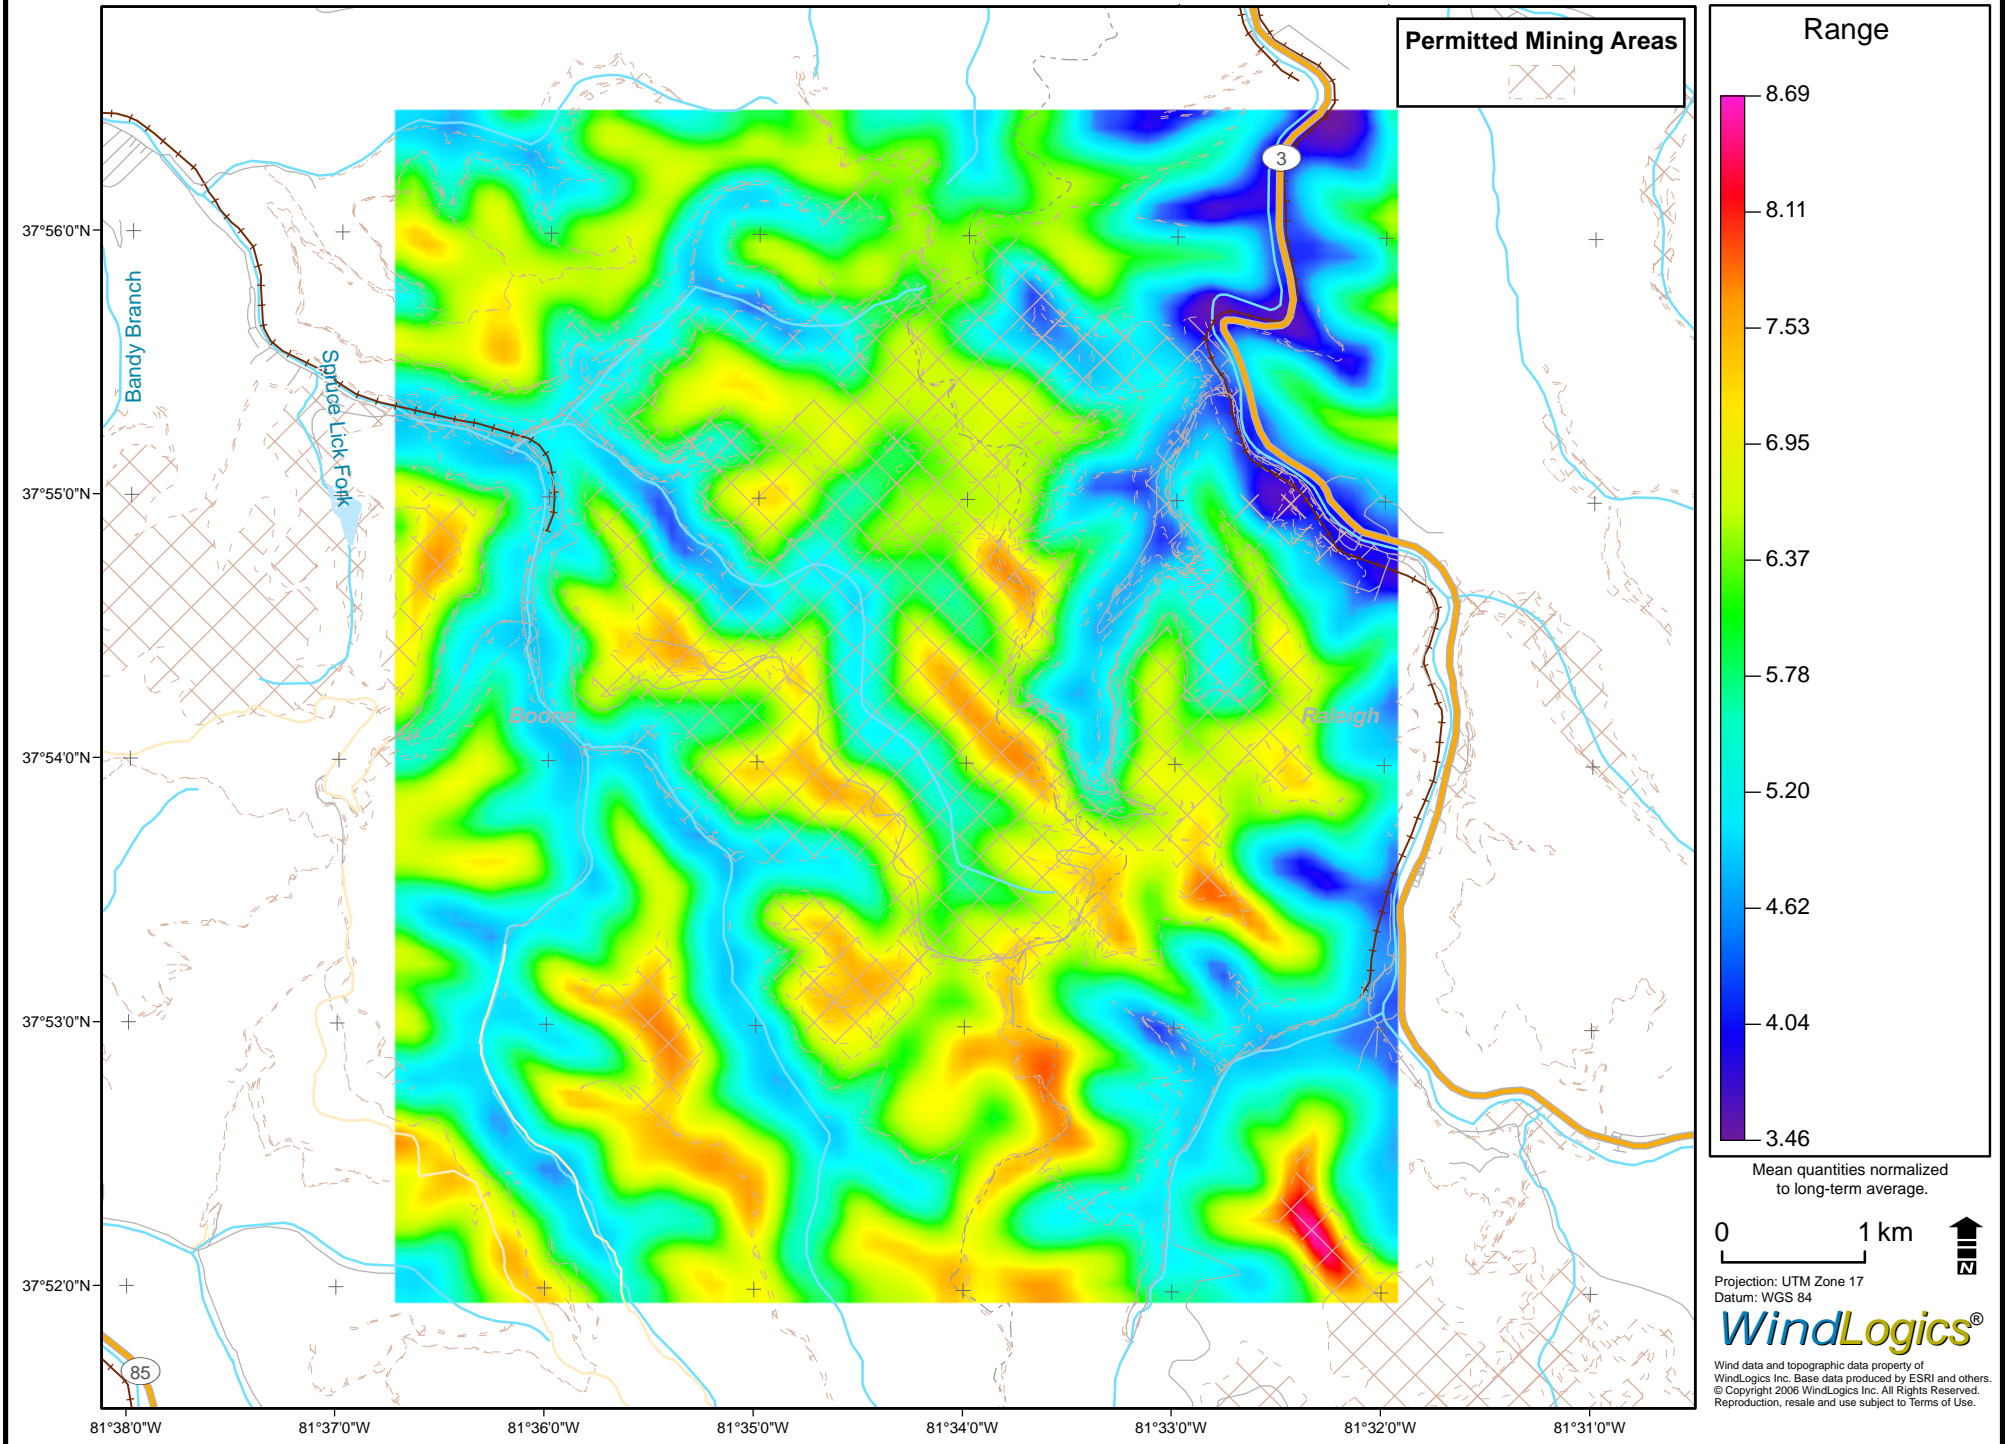 Permitted Mining Areas
Range
8.69
8.11
7.53
6.95
6.37
5.78
5.20
4.62
4.04
3.46
Mean quantities normalized
to long-term average.
0 1 km
N
Projection: UTM Zone 17
Datum: WGS 84
WindLogics®
Wind data and topographic data property of
WindLogics Inc. Base data produced by ESRI and others.
© Copyright 2006 WindLogics Inc. All Rights Reserved.
Reproduction, resale and use subject to Terms of Use.
3
37°56'0"N
Bandy Branch
Spruce Lick Fork
37°55'0"N
Boone
Raleigh
37°54'0"N
37°53'0"N
37°52'0"N
85
81°38'0"W 81°37'0"W 81°36'0"W 81°35'0"W 81°34'0"W 81°33'0"W 81°32'0"W 81°31'0"W